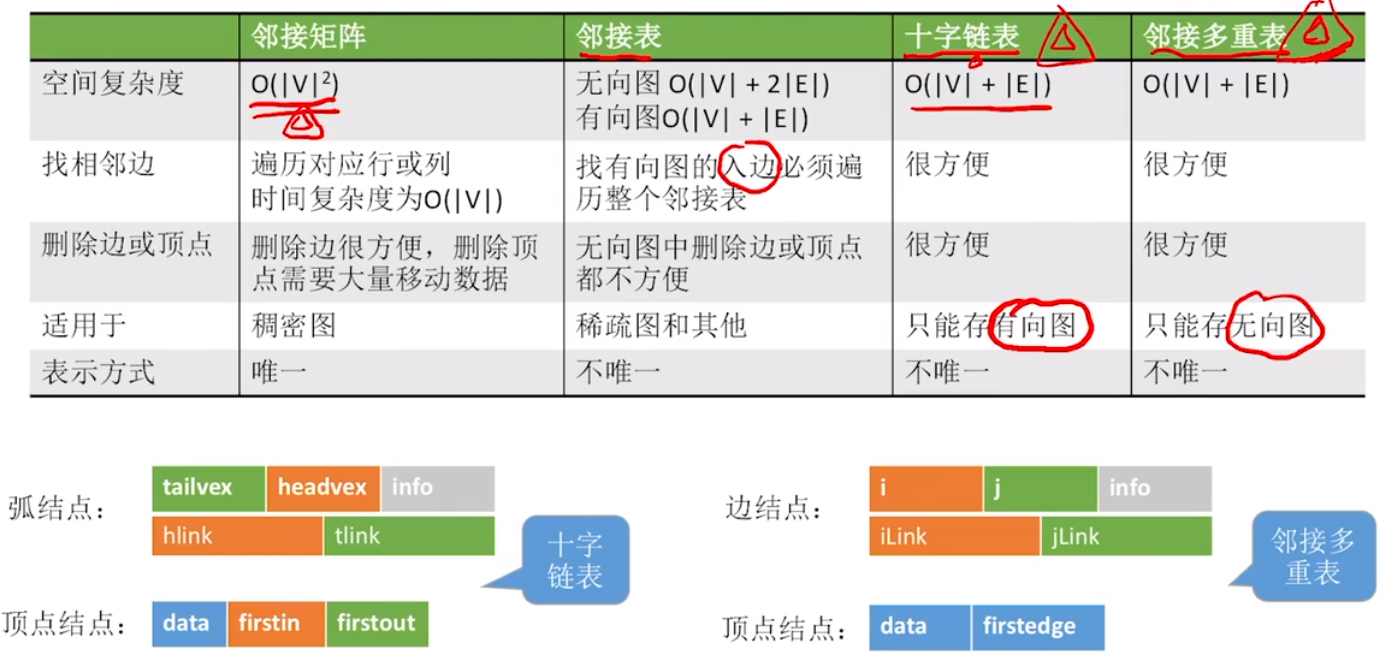 邻接矩阵 邻接表 十字链表 邻接多重表
空间复杂度 O(|V|²) 无向图 O(|V| + 2|E|) O(|V| + |E|) O(|V| + |E|)
有向图O(|V| + |E|)
找相邻边 遍历对应行或列 找有向图的入边必须遍 很方便 很方便
时间复杂度为O(|V|) 历整个邻接表
删除边或顶点 删除边很方便，删除顶 无向图中删除边或顶点 很方便 很方便
点需要大量移动数据 都不方便
适用于 稠密图 稀疏图和其他 只能存有向图 只能存无向图
表示方式 唯一 不唯一 不唯一 不唯一
弧结点： tailvex headvex info
hlink tlink
十字
链表
顶点结点： data firstin firstout
边结点： i j info
iLink jLink
邻接多
重表
顶点结点： data firstedge